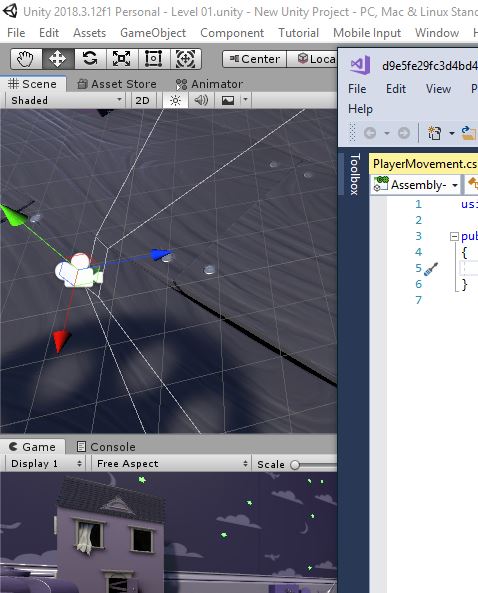 Unity 2018.3.12f1 Personal - Level 01.unity - New Unity Project - PC, Mac & Linux Stand
File Edit Assets GameObject Component Tutorial Mobile Input Window
Center Loca
Scene Asset Store Animator
Shaded 2D
Game Console
Display 1 Free Aspect Scale
d9e5fe29fc3d4bd4
File Edit View P
Help
Toolbox
PlayerMovement.cs
Assembly-
1 usi
2
3 pub
4 {
5
6 }
7